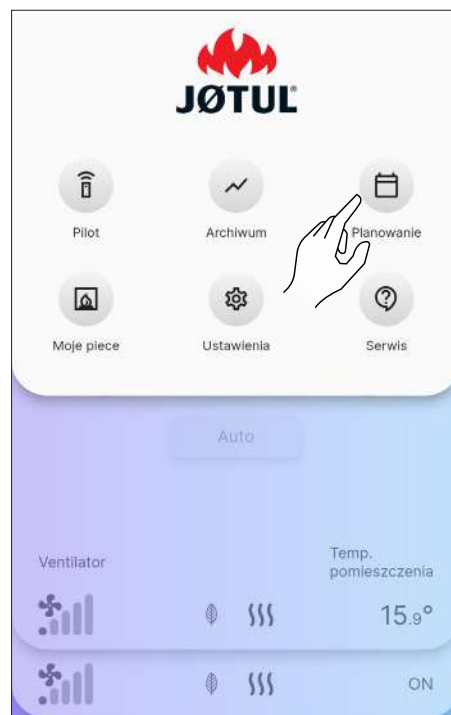 JØTUL
Pilot
Archiwum
Planowanie
Moje piece
Ustawienia
Serwis
Auto
Ventilator
Temp.
pomieszczenia
15.9°
ON